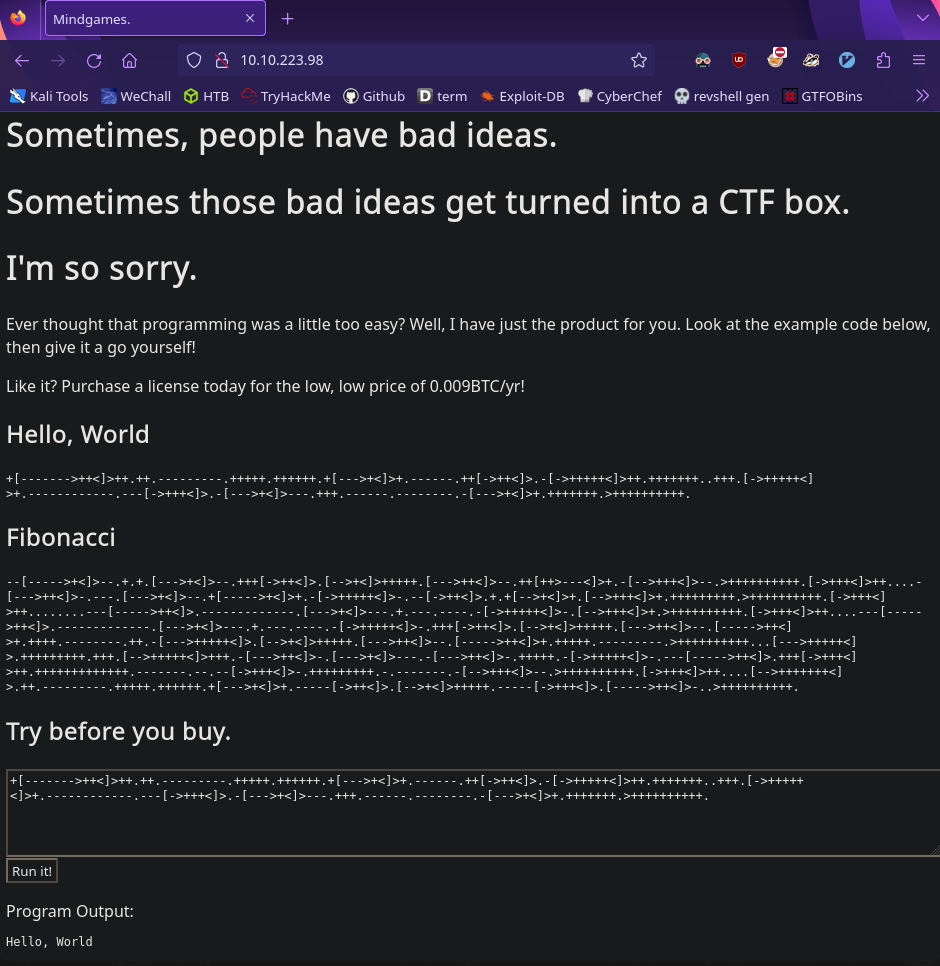 Mindgames.
10.10.223.98
Kali Tools WeChall HTB TryHackMe Github term Exploit-DB CyberChef revshell gen GTFOBins
Sometimes, people have bad ideas.
Sometimes those bad ideas get turned into a CTF box.
I'm so sorry.
Ever thought that programming was a little too easy? Well, I have just the product for you. Look at the example code below,
then give it a go yourself!
Like it? Purchase a license today for the low, low price of 0.009BTC/yr!
Hello, World
+[------->++<]>++.++.---------.+++++.++++++.+[--->+<]>+.------.++[->++<]>.-[->+++++<]>++.+++++++..+++.[->+++++<]
>+.------------.---[->+++<]>.-[--->+<]>---.+++.------.--------.-[--->+<]>+.+++++++.>++++++++++.
Fibonacci
--[----->+<]>--.+.+.[--->+<]>--.+++[->++<]>.[-->+<]>+++++.[--->++<]>--.++[++>---<]>+.-[-->+++<]>--.>++++++++++.[->+++<]>++....-
[--->++<]>-.---.[--->+<]>--.+[----->+<]>+.-[->+++++<]>-.--[->++<]>.+.+[-->+<]>+.[-->+++<]>+.+++++++++.>++++++++++.[->+++<]
>++........---[----->++<]>.-------------.[--->+<]>---.+.---.----.-[->+++++<]>-.[-->+++<]>+.>++++++++++.[->+++<]>++....---[-----
>++<]>.-------------.[--->+<]>---.+.---.----.-[->+++++<]>-.+++[->++<]>.[-->+<]>+++++.[--->++<]>--.[----->++<]
>+.++++.--------.++.-[--->+++++<]>.[-->+<]>+++++.[--->++<]>--.[----->++<]>+.+++++.---------.>++++++++++...[--->+++++<]
>.+++++++++.+++.[-->+++++<]>+++.-[--->++<]>-.[--->+<]>---.-[--->++<]>-.+++++.-[->+++++<]>-.---[----->++<]>.+++[->+++<]
>++.+++++++++++++.-------.--.--[->+++<]>-.+++++++++.-.-------.-[-->+++<]>--.>++++++++++.[->+++<]>++....[-->+++++++<]
>.++.---------.+++++.++++++.+[--->+<]>+.-----[->++<]>.[-->+<]>+++++.-----[->+++<]>.[----->++<]>-..>++++++++++.
Try before you buy.
+[------->++<]>++.++.---------.+++++.++++++.+[--->+<]>+.------.++[->++<]>.-[->+++++<]>++.+++++++..+++.[->+++++
<]>+.------------.---[->+++<]>.-[--->+<]>---.+++.------.--------.-[--->+<]>+.+++++++.>++++++++++.
Run it!
Program Output:
Hello, World